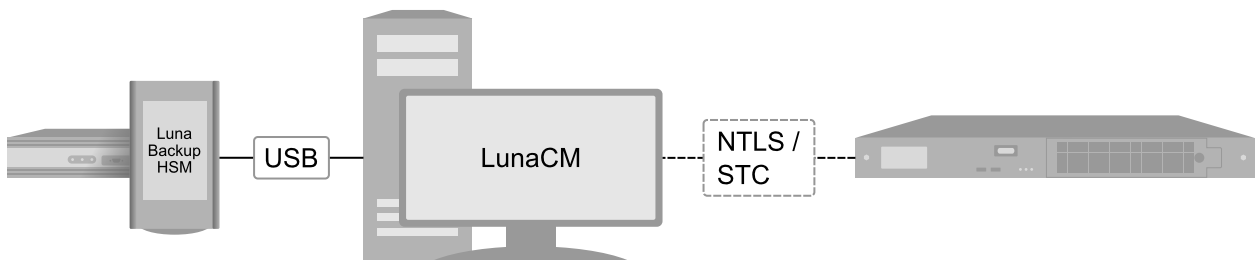 Luna
Backup
HSM
USB
LunaCM
NTLS /
STC